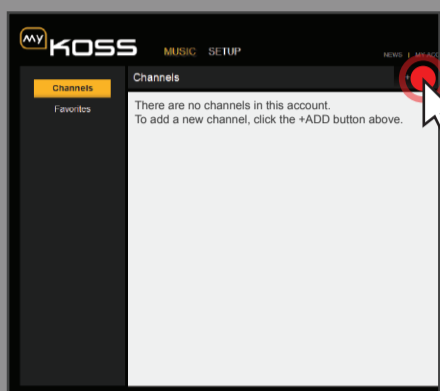 my KOSS
MUSIC SETUP
NEWS | MY
Channels
Channels
Favorites
There are no channels in this account.
To add a new channel, click the +ADD button above.